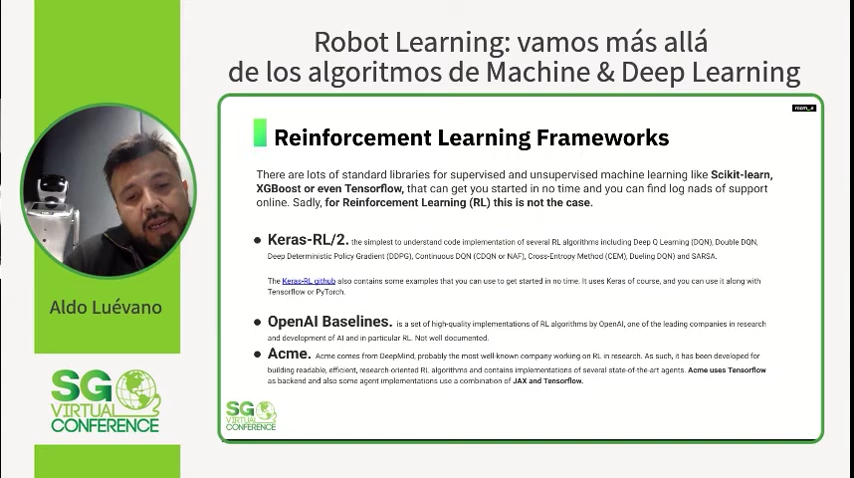 Robot Learning: vamos más allá
de los algoritmos de Machine & Deep Learning
Reinforcement Learning Frameworks
There are lots of standard libraries for supervised and unsupervised machine learning like Scikit-learn,
XGBoost or even Tensorflow, that can get you started in no time and you can find log nads of support
online. Sadly, for Reinforcement Learning (RL) this is not the case.
● Keras-RL/2. the simplest to understand code implementation of several RL algorithms including Deep Q Learning (DQN), Double DQN,
Deep Deterministic Policy Gradient (DDPG), Continuous DQN (CDQN or NAF), Cross-Entropy Method (CEM), Dueling DQN) and SARSA.
The Keras-RL github also contains some examples that you can use to get started in no time. It uses Keras of course, and you can use it along with
Tensorflow or PyTorch.
● OpenAI Baselines. is a set of high-quality implementations of RL algorithms by OpenAI, one of the leading companies in research
and development of AI and in particular RL. Not well documented.
● Acme. Acme comes from DeepMind, probably the most well-known company working on RL in research. As such, it has been developed for
building readable, efficient, research oriented RL algorithms and contains implementations of several state-of-the-art agents. Acme uses Tensorflow
as backend and also some agent implementations use a combination of JAX and Tensorflow.
SG
VIRTUAL
CONFERENCE
Aldo Luévano
SG
VIRTUAL
CONFERENCE